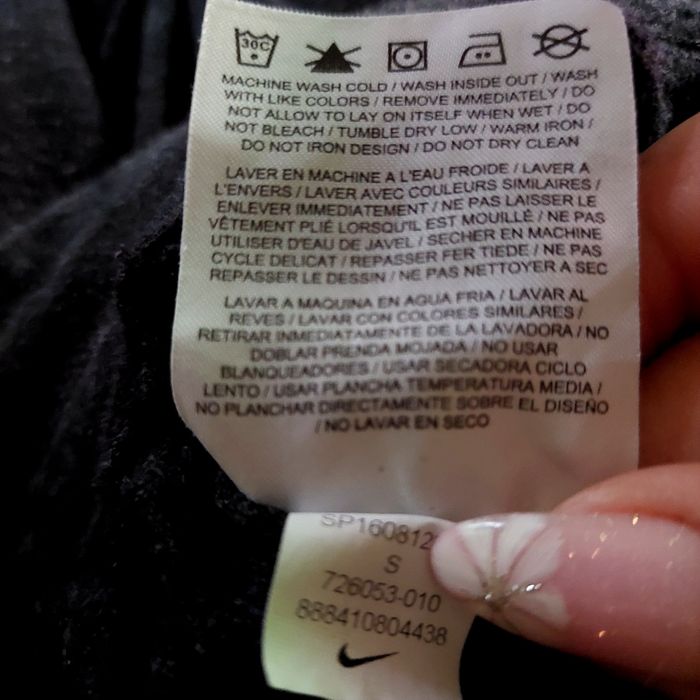 30C
MACHINE WASH COLD / WASH INSIDE OUT / WASH
WITH LIKE COLORS / REMOVE IMMEDIATELY / DO
NOT ALLOW TO LAY ON ITSELF WHEN WET / DO
NOT BLEACH / TUMBLE DRY LOW / WARM IRON /
DO NOT IRON DESIGN / DO NOT DRY CLEAN
LAVER EN MACHINE A L'EAU FROIDE / LAVER A
L'ENVERS / LAVER AVEC COULEURS SIMILAIRES /
ENLEVER IMMEDIATEMENT / NE PAS LAISSER LE
VÊTEMENT PLIÉ LORSQU'IL EST MOUILLÉ / NE PAS
UTILISER D'EAU DE JAVEL / SECHER EN MACHINE
CYCLE DELICAT / REPASSER FER TIEDE / NE PAS
REPASSER LE DESSIN / NE PAS NETTOYER A SEC
LAVAR A MAQUINA EN AGUA FRIA / LAVAR AL
REVES / LAVAR CON COLORES SIMILARES /
RETIRAR INMEDIATAMENTE DE LA LAVADORA / NO
DOBLAR PRENDA MOJADA / NO USAR
BLANQUEADORES / USAR SECADORA CICLO
LENTO / USAR PLANCHA TEMPERATURA MEDIA /
NO PLANCHAR DIRECTAMENTE SOBRE EL DISEÑO
/ NO LAVAR EN SECO
SP160812
S
726053-010
888410804438